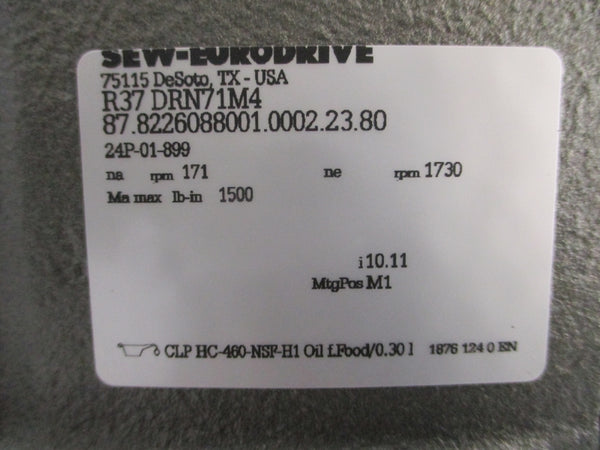 SEW-EURODRIVE
75115 DeSoto, TX - USA
R37 DRN71M4
87.8226088001.0002.23.80
24P-01-899
na rpm 171 ne rpm 1730
Ma max lb-in 1500
i 10.11
MtgPos M1
CLP HC-460-NSF-H1 Oil f.Food/0.30 l 1876 124 0 EN